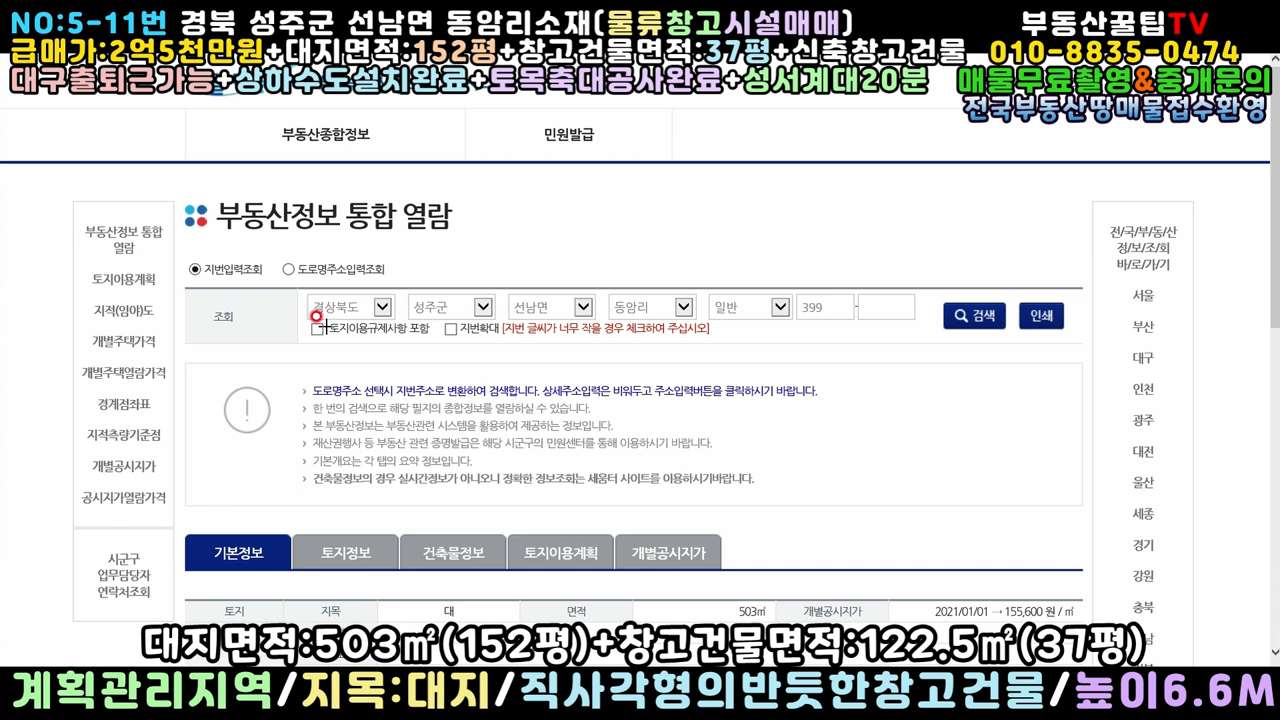 NO:5-11번 경북 성주군 선남면 동암리소재(물류창고시설매매)
부동산꿀팁TV
급매가:2억5천만원+대지면적:152평+창고건물면적:37평+신축창고건물
010-8835-0474
대구출퇴근가능+상하수도설치완료+토목축대공사완료+성서계대20분
매물무료촬영&중개문의
전국부동산땅매물접수환영
부동산종합정보
민원발급
부동산정보 통합 열람
토지이용계획
지적(임야)도
개별주택가격
개별주택열람가격
경계점좌표
지적측량기준점
개별공시지가
공시지가열람가격
시군구
업무담당자
연락처조회
부동산정보 통합 열람
지번입력조회 도로명주소입력조회
조회 경상북도 성주군 선남면 동암리 일반 399 - 검색 인쇄
토지이용규제사항 포함 지번확대 [지번 글씨가 너무 작을 경우 체크하여 주십시오]
› 도로명주소 선택시 지번주소로 변환하여 검색합니다. 상세주소입력은 비워두고 주소입력버튼을 클릭하시기 바랍니다.
› 한 번의 검색으로 해당 필지의 종합정보를 열람하실 수 있습니다.
› 본 부동산정보는 부동산관련 시스템을 활용하여 제공하는 정보입니다.
› 재산권행사 등 부동산 관련 증명발급은 해당 시군구의 민원센터를 통해 이용하시기 바랍니다.
› 기본개요는 각 탭의 요약 정보입니다.
› 건축물정보의 경우 실시간정보가 아니오니 정확한 정보조회는 세움터 사이트를 이용하시기바랍니다.
기본정보 토지정보 건축물정보 토지이용계획 개별공시지가
토지 지목 대 면적 503㎡ 개별공시지가 2021/01/01 → 155,600 원 / ㎡
전/국/부/동/산
정/보/조/회
바/로/가/기
서울
부산
대구
인천
광주
대전
울산
세종
경기
강원
충북
대지면적:503㎡(152평)+창고건물면적:122.5㎡(37평)
계획관리지역/지목:대지/직사각형의반듯한창고건물/높이6.6M